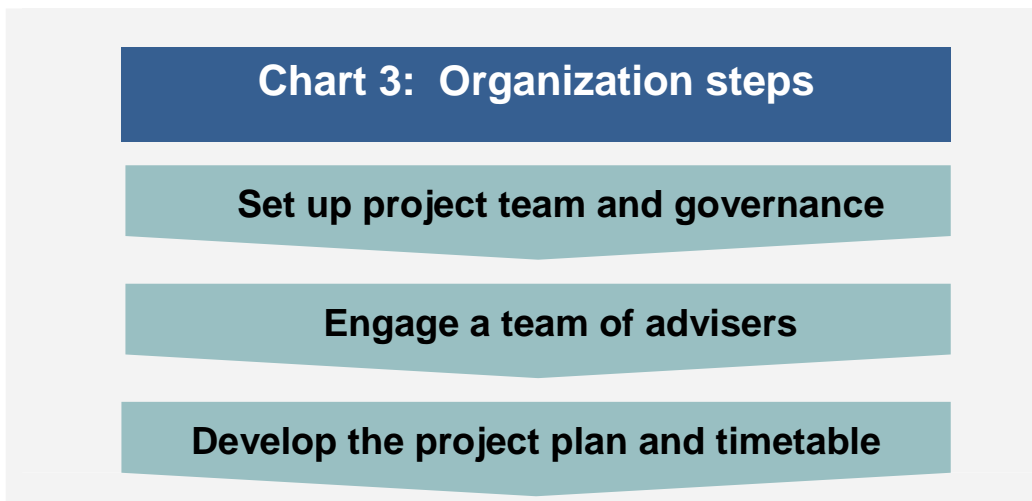 Chart 3: Organization steps
Set up project team and governance
Engage a team of advisers
Develop the project plan and timetable